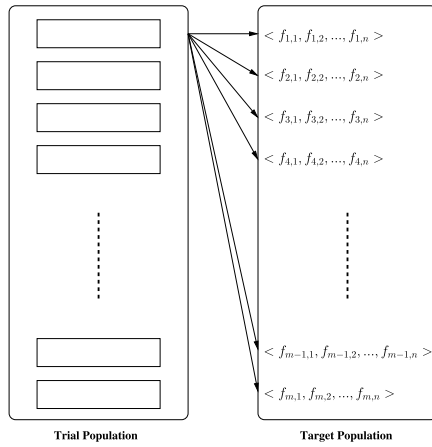 < f1,1, f1,2, ..., f1,n >
< f2,1, f2,2, ..., f2,n >
< f3,1, f3,2, ..., f3,n >
< f4,1, f4,2, ..., f4,n >
< fm−1,1, fm−1,2, ..., fm−1,n >
< fm,1, fm,2, ..., fm,n >
Trial Population
Target Population